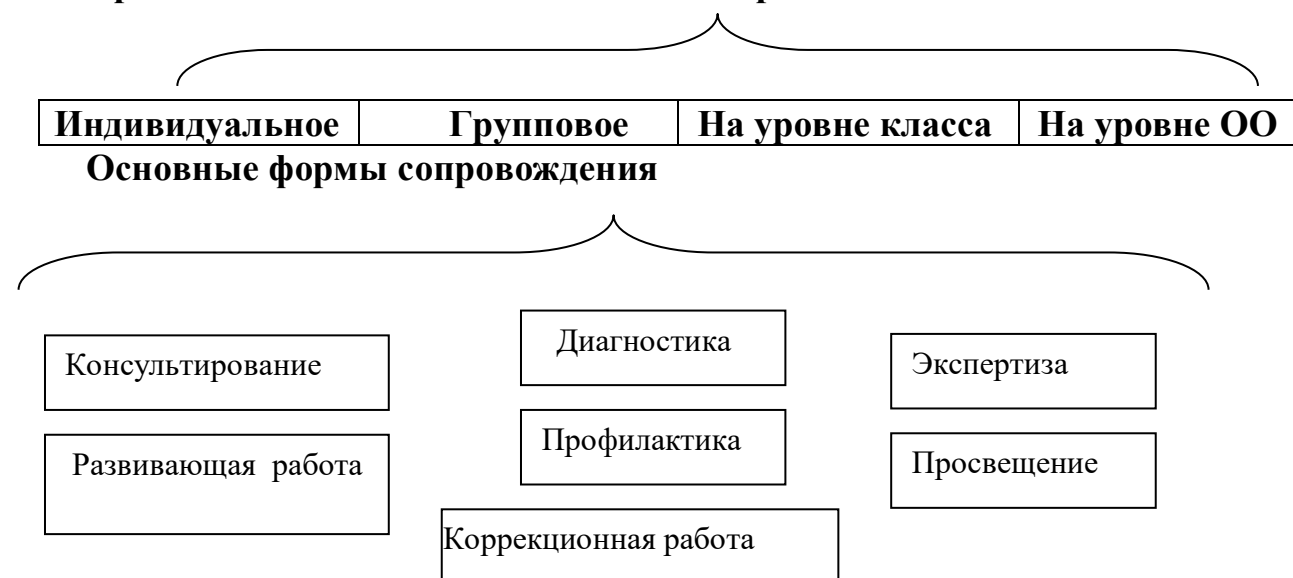 Индивидуальное Групповое На уровне класса На уровне ОО
Основные формы сопровождения
Диагностика
Консультирование
Экспертиза
Профилактика
Развивающая  работа
Просвещение
Коррекционная работа